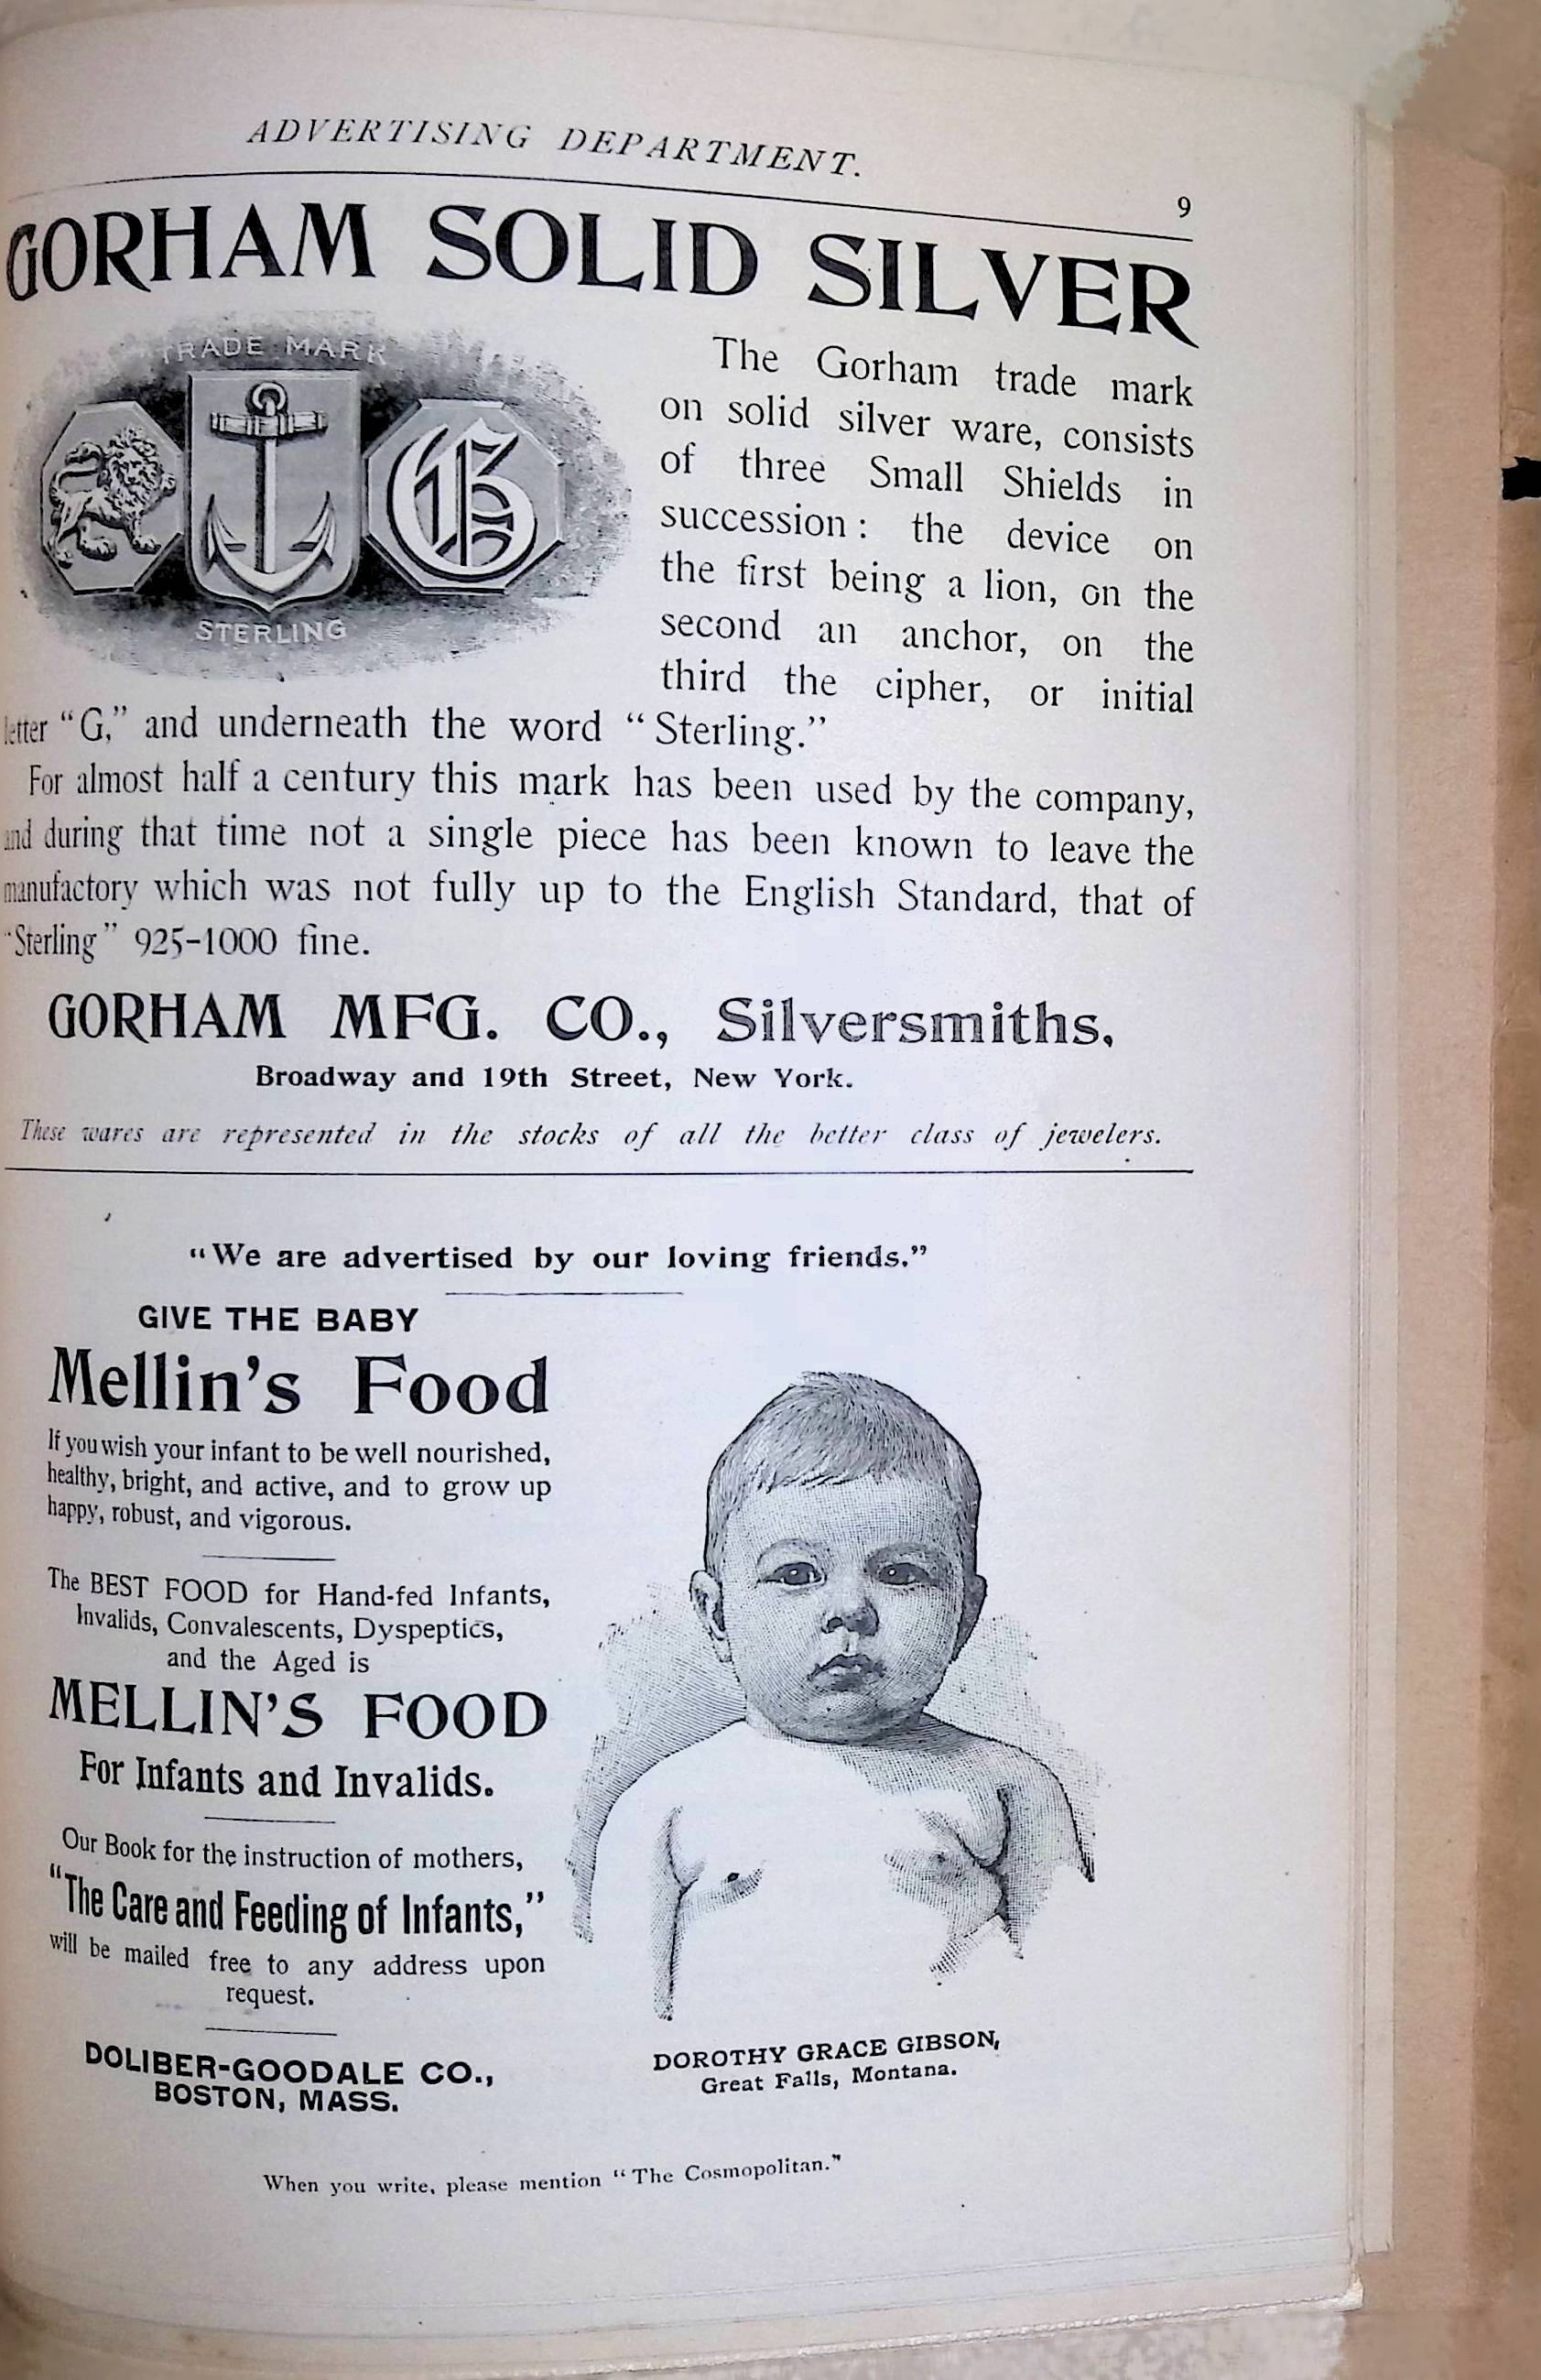 ADVERTISING DEPARTMENT.
9
GORHAM SOLID SILVER
TRADE MARK
G
STERLING
The Gorham trade mark
on solid silver ware, consists
of three Small Shields in
succession: the device on
the first being a lion, on the
second an anchor, on the
third the cipher, or initial
letter "G," and underneath the word "Sterling."
For almost half a century this mark has been used by the company,
and during that time not a single piece has been known to leave the
manufactory which was not fully up to the English Standard, that of
"Sterling" 925-1000 fine.
GORHAM MFG. CO., Silversmiths,
Broadway and 19th Street, New York.
These wares are represented in the stocks of all the better class of jewelers.
"We are advertised by our loving friends."
GIVE THE BABY
Mellin's Food
If you wish your infant to be well nourished,
healthy, bright, and active, and to grow up
happy, robust, and vigorous.
The BEST FOOD for Hand-fed Infants,
Invalids, Convalescents, Dyspeptics,
and the Aged is
MELLIN'S FOOD
For Infants and Invalids.
Our Book for the instruction of mothers,
"The Care and Feeding of Infants,"
will be mailed free to any address upon
request.
DOLIBER-GOODALE CO.,
BOSTON, MASS.
DOROTHY GRACE GIBSON,
Great Falls, Montana.
When you write, please mention "The Cosmopolitan."